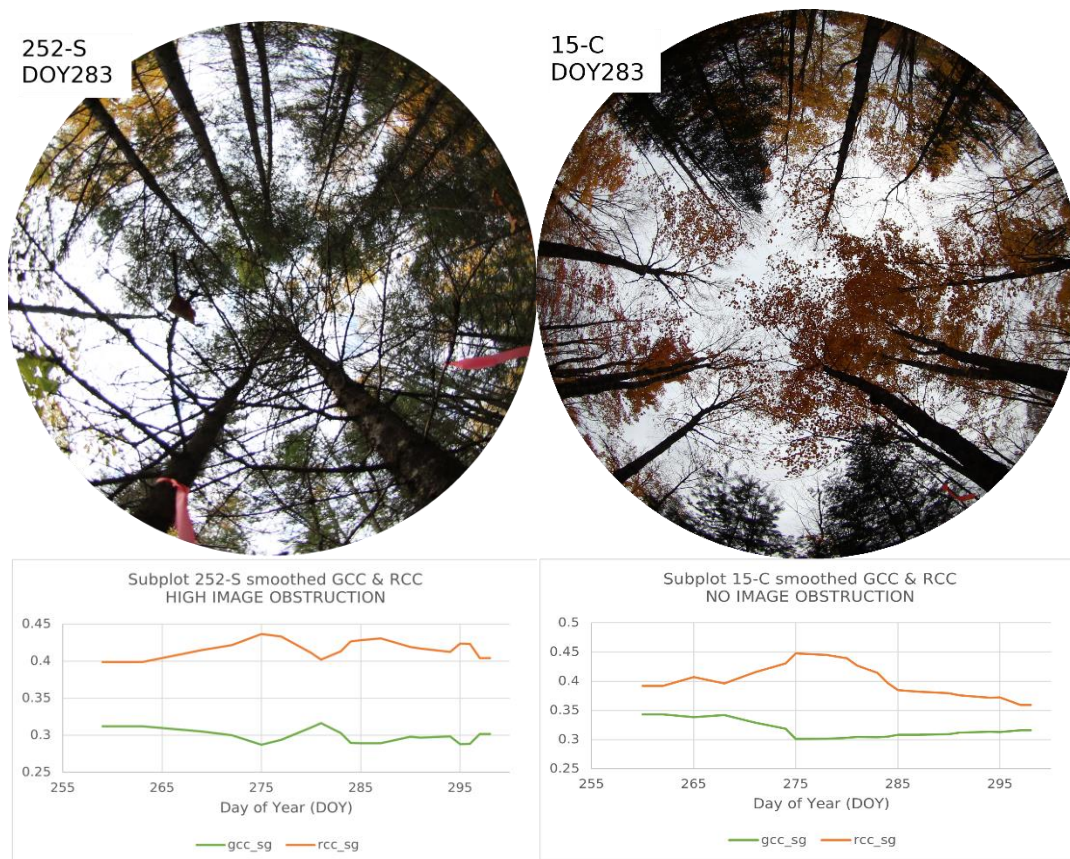 252-S
DOY283
15-C
DOY283
Subplot 252-S smoothed GCC & RCC
HIGH IMAGE OBSTRUCTION
0.45
0.4
0.35
0.3
0.25
255 265 275 285 295
Day of Year (DOY)
gcc_sg rcc_sg
Subplot 15-C smoothed GCC & RCC
NO IMAGE OBSTRUCTION
0.5
0.45
0.4
0.35
0.3
0.25
255 265 275 285 295
Day of Year (DOY)
gcc_sg rcc_sg